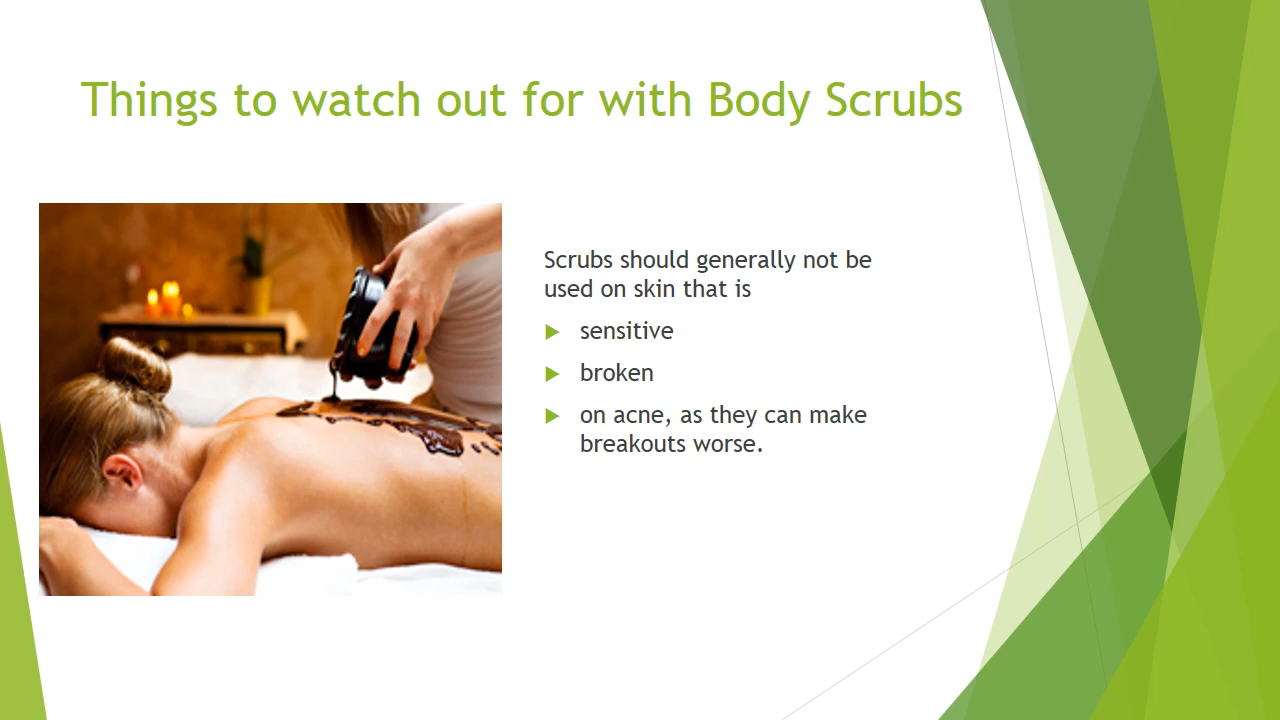 Things to watch out for with Body Scrubs
Scrubs should generally not be
used on skin that is
sensitive
broken
on acne, as they can make
breakouts worse.